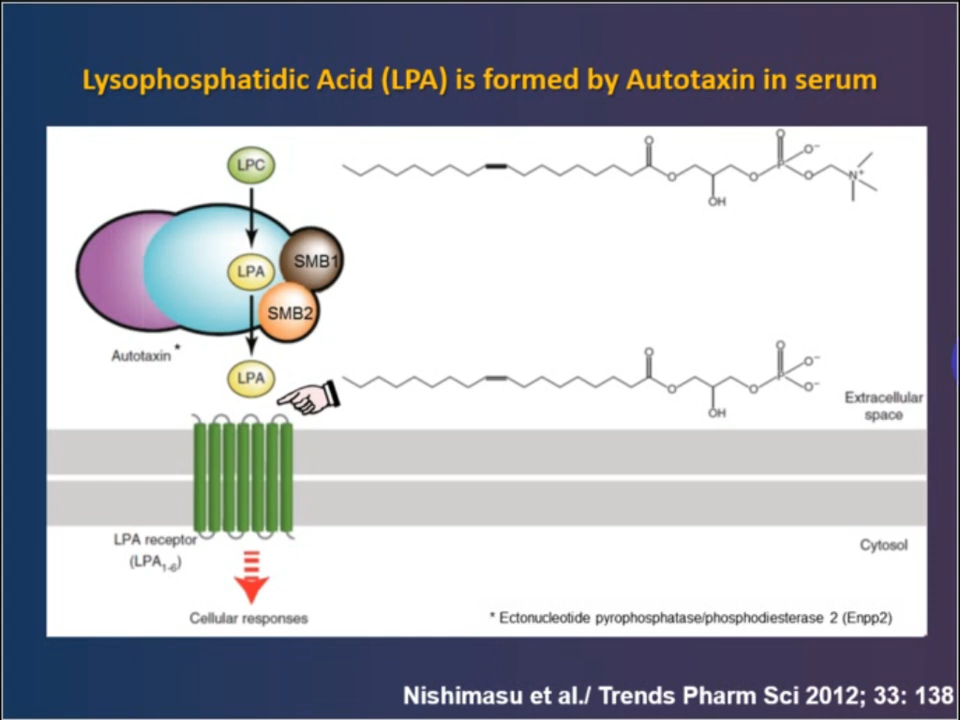 Lysophosphatidic Acid (LPA) is formed by Autotaxin in serum
LPC
O
O
O⁻
O
OH
O
P
O
N⁺
LPA
SMB1
SMB2
Autotaxin *
LPA
O
O
O⁻
O
OH
O
P
O⁻
Extracellular
space
LPA receptor
(LPA₁₋₆)
Cytosol
Cellular responses
* Ectonucleotide pyrophosphatase/phosphodiesterase 2 (Enpp2)
Nishimasu et al./ Trends Pharm Sci 2012; 33: 138